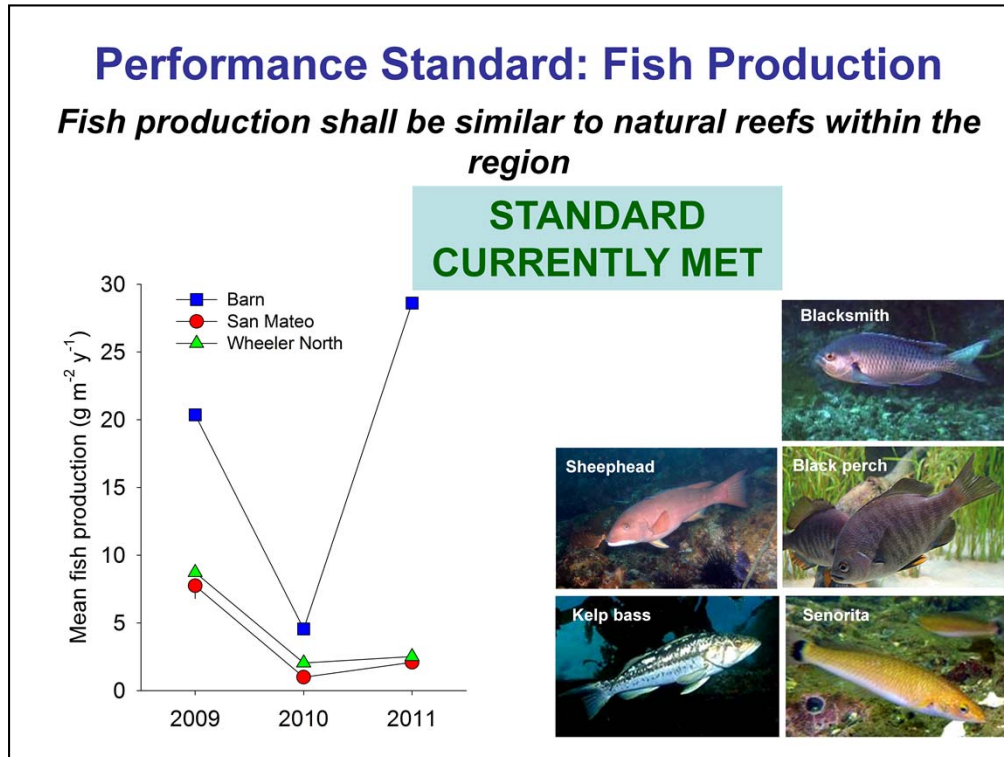 Performance Standard: Fish Production
Fish production shall be similar to natural reefs within the
region
STANDARD
CURRENTLY MET
Mean fish production (g m⁻² y⁻¹)
30
25
20
15
10
5
0
Barn
San Mateo
Wheeler North
2009 2010 2011
Blacksmith
Sheephead
Black perch
Kelp bass
Senorita